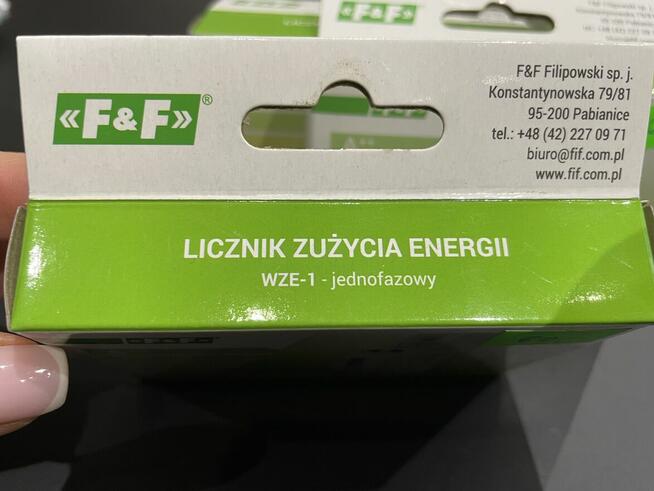 «F&F»®
F&F Filipowski sp. j.
Konstantynowska 79/81
95-200 Pabianice
tel.: +48 (42) 227 09 71
biuro@fif.com.pl
www.fif.com.pl
LICZNIK ZUŻYCIA ENERGII
WZE-1 - jednofazowy
«F&F»